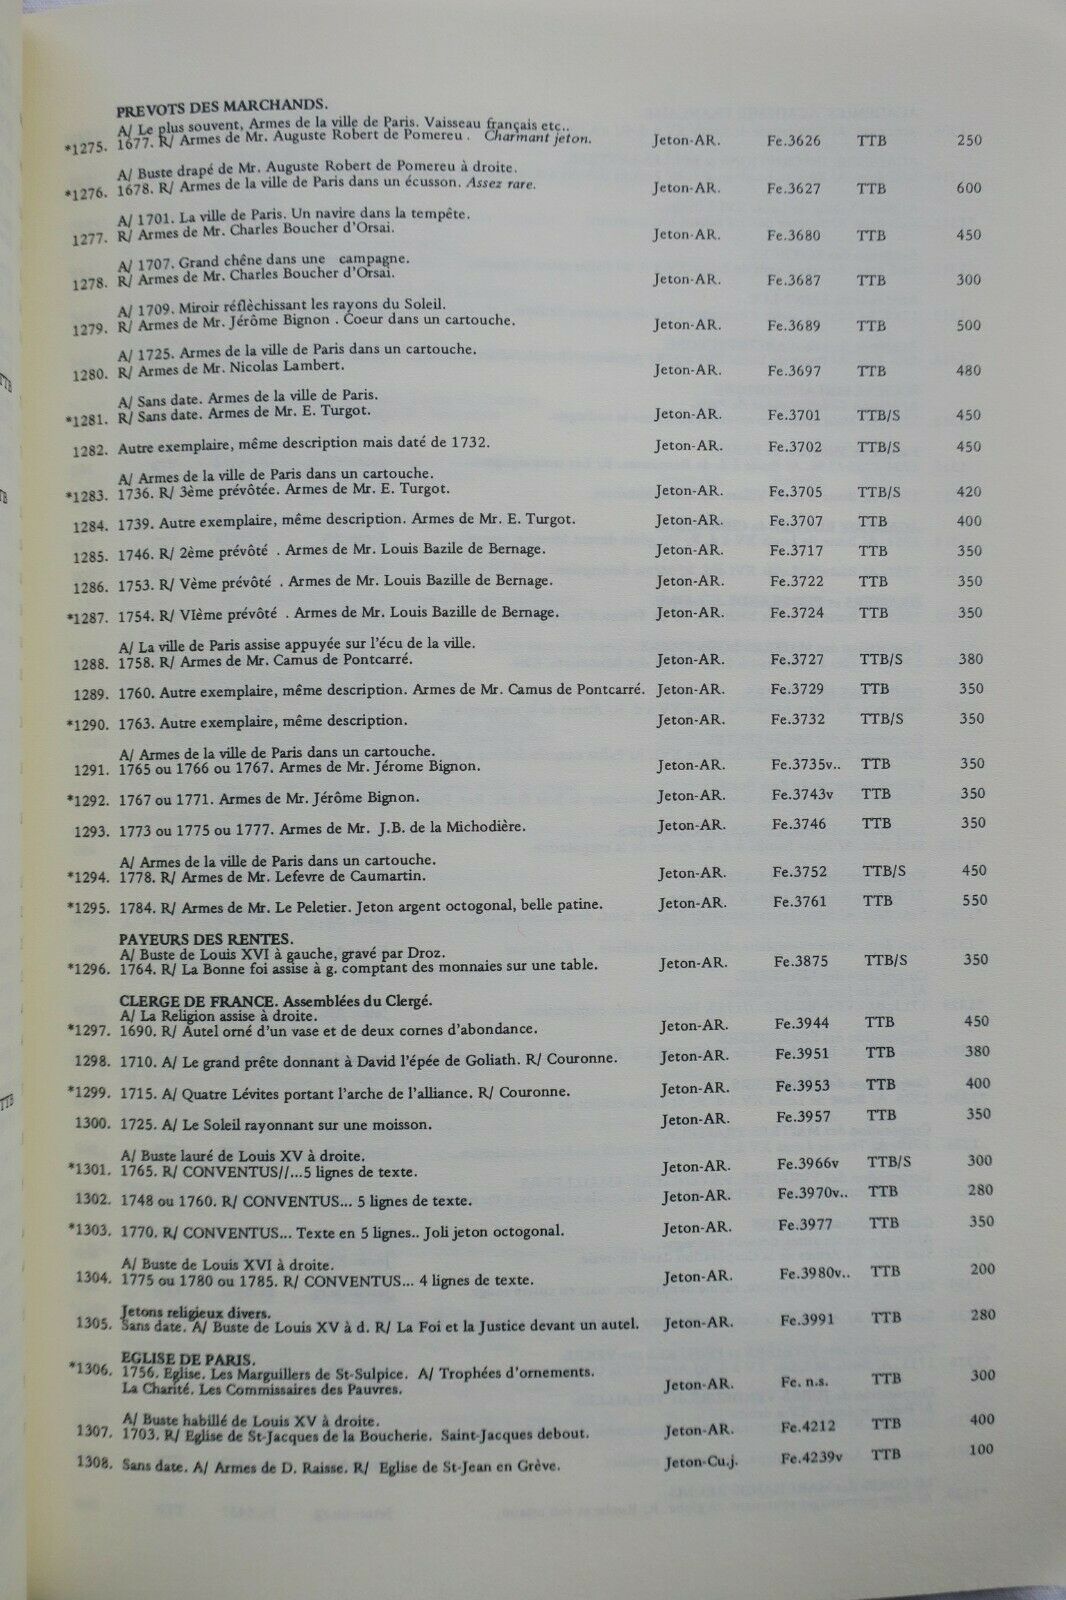 PREVOTS DES MARCHANDS.
A/ Le plus souvent, Armes de la ville de Paris. Vaisseau français etc..
*1275. 1677. R/ Armes de Mr. Auguste Robert de Pomereu . Charmant jeton. Jeton-AR. Fe.3626 TTB 250
A/ Buste drapé de Mr. Auguste Robert de Pomereu à droite.
*1276. 1678. R/ Armes de la ville de Paris dans un écusson. Assez rare. Jeton-AR. Fe.3627 TTB 600
A/ 1701. La ville de Paris. Un navire dans la tempête.
1277. R/ Armes de Mr. Charles Boucher d'Orsai. Jeton-AR. Fe.3680 TTB 450
A/ 1707. Grand chêne dans une campagne.
1278. R/ Armes de Mr. Charles Boucher d'Orsai. Jeton-AR. Fe.3687 TTB 300
A/ 1709. Miroir réflèchissant les rayons du Soleil.
1279. R/ Armes de Mr. Jérôme Bignon . Coeur dans un cartouche. Jeton-AR. Fe.3689 TTB 500
A/ 1725. Armes de la ville de Paris dans un cartouche.
1280. R/ Armes de Mr. Nicolas Lambert. Jeton-AR. Fe.3697 TTB 480
A/ Sans date. Armes de la ville de Paris.
*1281. R/ Sans date. Armes de Mr. E. Turgot. Jeton-AR. Fe.3701 TTB/S 450
1282. Autre exemplaire, même description mais daté de 1732. Jeton-AR. Fe.3702 TTB/S 450
A/ Armes de la ville de Paris dans un cartouche.
*1283. 1736. R/ 3ème prévôtée. Armes de Mr. E. Turgot. Jeton-AR. Fe.3705 TTB/S 420
1284. 1739. Autre exemplaire, même description. Armes de Mr. E. Turgot. Jeton-AR. Fe.3707 TTB 400
1285. 1746. R/ 2ème prévôté . Armes de Mr. Louis Bazile de Bernage. Jeton-AR. Fe.3717 TTB 350
1286. 1753. R/ Vème prévôté . Armes de Mr. Louis Bazille de Bernage. Jeton-AR. Fe.3722 TTB 350
*1287. 1754. R/ VIème prévôté . Armes de Mr. Louis Bazille de Bernage. Jeton-AR. Fe.3724 TTB 350
A/ La ville de Paris assise appuyée sur l'écu de la ville.
1288. 1758. R/ Armes de Mr. Camus de Pontcarré. Jeton-AR. Fe.3727 TTB/S 380
1289. 1760. Autre exemplaire, même description. Armes de Mr. Camus de Pontcarré. Jeton-AR. Fe.3729 TTB 350
*1290. 1763. Autre exemplaire, même description. Jeton-AR. Fe.3732 TTB/S 350
A/ Armes de la ville de Paris dans un cartouche.
1291. 1765 ou 1766 ou 1767. Armes de Mr. Jérome Bignon. Jeton-AR. Fe.3735v.. TTB 350
*1292. 1767 ou 1771. Armes de Mr. Jérôme Bignon. Jeton-AR. Fe.3743v TTB 350
1293. 1773 ou 1775 ou 1777. Armes de Mr. J.B. de la Michodière. Jeton-AR. Fe.3746 TTB 350
A/ Armes de la ville de Paris dans un cartouche.
*1294. 1778. R/ Armes de Mr. Lefevre de Caumartin. Jeton-AR. Fe.3752 TTB/S 450
*1295. 1784. R/ Armes de Mr. Le Peletier. Jeton argent octogonal, belle patine. Jeton-AR. Fe.3761 TTB 550
PAYEURS DES RENTES.
A/ Buste de Louis XVI à gauche, gravé par Droz.
*1296. 1764. R/ La Bonne foi assise à g. comptant des monnaies sur une table. Jeton-AR. Fe.3875 TTB/S 350
CLERGE DE FRANCE. Assemblées du Clergé.
A/ La Religion assise à droite.
*1297. 1690. R/ Autel orné d'un vase et de deux cornes d'abondance. Jeton-AR. Fe.3944 TTB 450
1298. 1710. A/ Le grand prête donnant à David l'épée de Goliath. R/ Couronne. Jeton-AR. Fe.3951 TTB 380
*1299. 1715. A/ Quatre Lévites portant l'arche de l'alliance. R/ Couronne. Jeton-AR. Fe.3953 TTB 400
1300. 1725. A/ Le Soleil rayonnant sur une moisson. Jeton-AR. Fe.3957 TTB 350
A/ Buste lauré de Louis XV à droite.
*1301. 1765. R/ CONVENTUS//...5 lignes de texte. Jeton-AR. Fe.3966v TTB/S 300
1302. 1748 ou 1760. R/ CONVENTUS... 5 lignes de texte. Jeton-AR. Fe.3970v.. TTB 280
*1303. 1770. R/ CONVENTUS... Texte en 5 lignes.. Joli jeton octogonal. Jeton-AR. Fe.3977 TTB 350
A/ Buste de Louis XVI à droite.
1304. 1775 ou 1780 ou 1785. R/ CONVENTUS... 4 lignes de texte. Jeton-AR. Fe.3980v.. TTB 200
Jetons religieux divers.
1305. Sans date. A/ Buste de Louis XV à d. R/ La Foi et la Justice devant un autel. Jeton-AR. Fe.3991 TTB 280
EGLISE DE PARIS.
*1306. 1756. Eglise. Les Marguillers de St-Sulpice. A/ Trophées d'ornements.
La Charité. Les Commissaires des Pauvres. Jeton-AR. Fe. n.s. TTB 300
A/ Buste habillé de Louis XV à droite.
1307. 1703. R/ Eglise de St-Jacques de la Boucherie. Saint-Jacques debout. Jeton-AR. Fe.4212 TTB 400
1308. Sans date. A/ Armes de D. Raisse. R/ Eglise de St-Jean en Grève. Jeton-Cu.j. Fe.4239v TTB 100